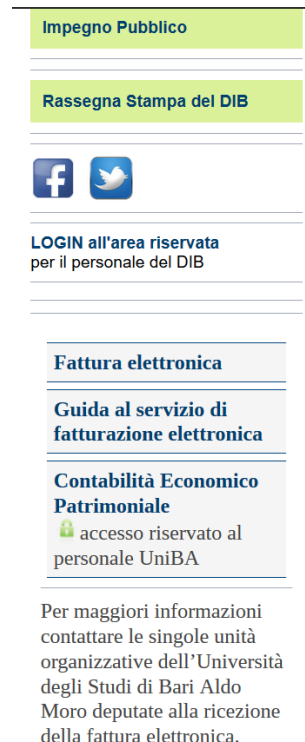 Impegno Pubblico
Rassegna Stampa del DIB
LOGIN all'area riservata
per il personale del DIB
Fattura elettronica
Guida al servizio di
fatturazione elettronica
Contabilità Economico
Patrimoniale
accesso riservato al
personale UniBA
Per maggiori informazioni
contattare le singole unità
organizzative dell’Università
degli Studi di Bari Aldo
Moro deputate alla ricezione
della fattura elettronica.